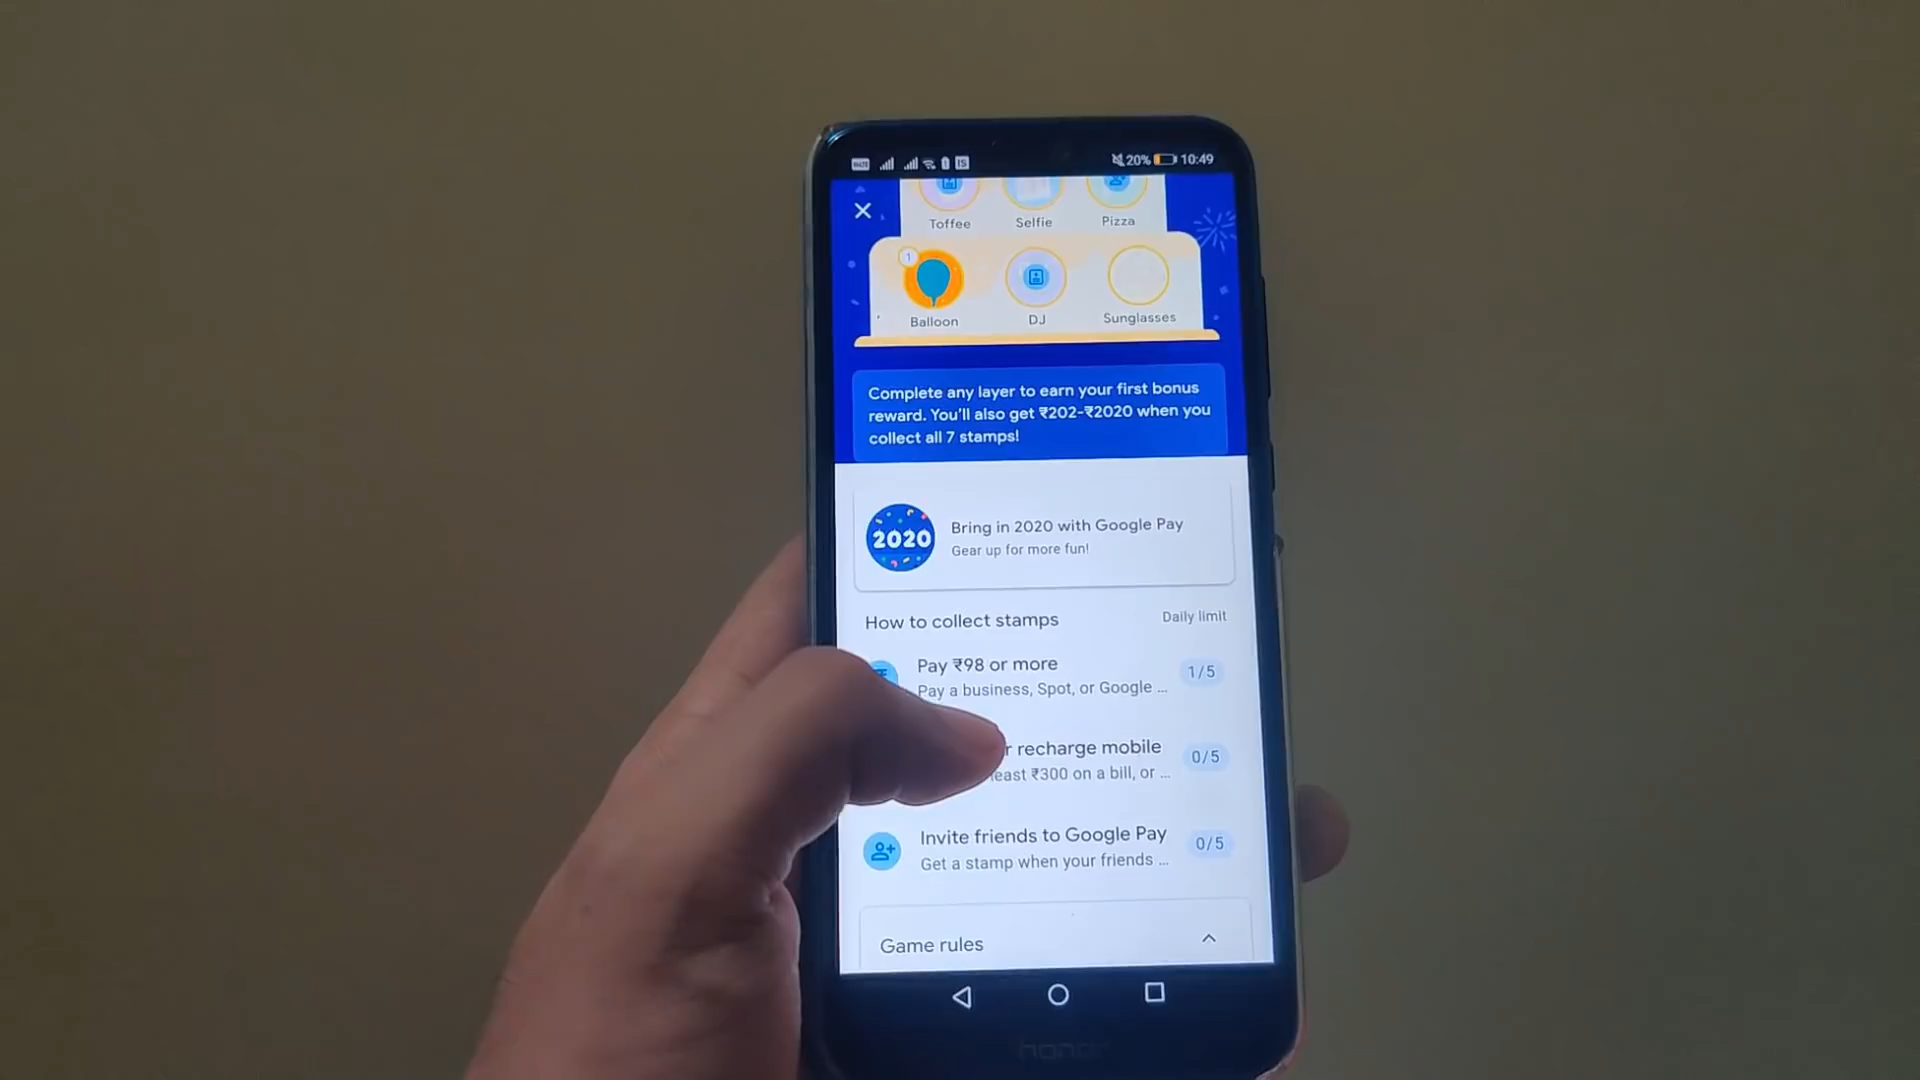 20% 10:49
Toffee Selfie Pizza
1
Balloon DJ Sunglasses
Complete any layer to earn your first bonus
reward. You'll also get ₹202-₹2020 when you
collect all 7 stamps!
2020
Bring in 2020 with Google Pay
Gear up for more fun!
How to collect stamps Daily limit
Pay ₹98 or more 1/5
Pay a business, Spot, or Google ...
recharge mobile 0/5
least ₹300 on a bill, or ...
Invite friends to Google Pay 0/5
Get a stamp when your friends ...
Game rules
honor